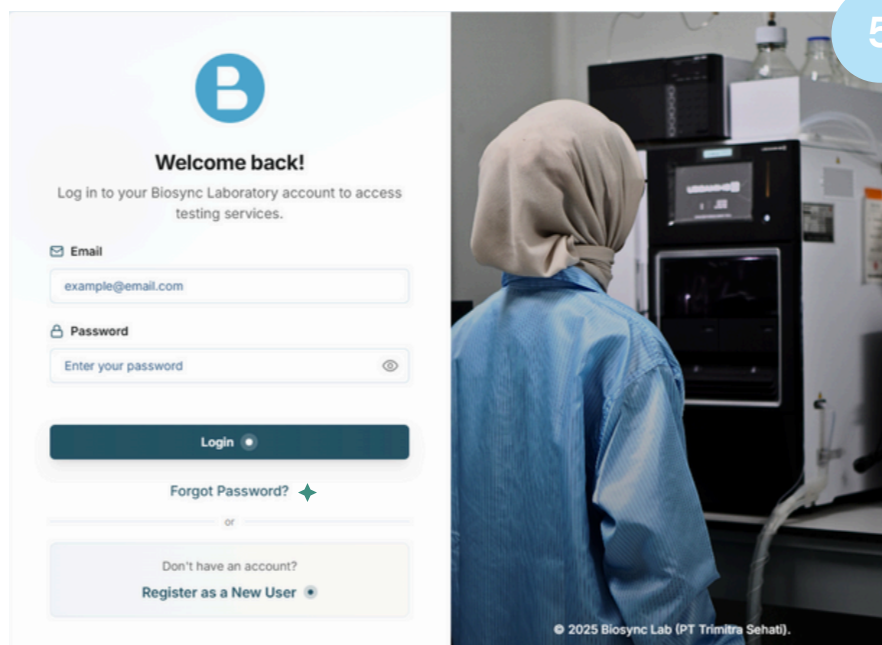 5
B
Welcome back!
Log in to your Biosync Laboratory account to access
testing services.
Email
example@email.com
Password
Enter your password
Login
Forgot Password?
or
Don't have an account?
Register as a New User
© 2025 Biosync Lab (PT Trimitra Sehati).